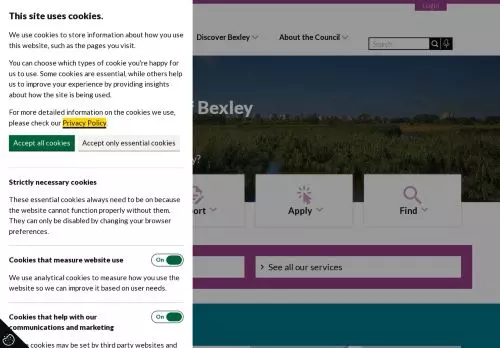 This site uses cookies.
We use cookies to store information about how you use this website, such as the pages you visit.
You can choose which types of cookie you're happy for us to use. Some cookies are essential, while others help us to improve your experience by providing insights about how the site is being used.
For more detailed information on the cookies we use, please check our Privacy Policy.
Accept all cookies
Accept only essential cookies
Strictly necessary cookies
These essential cookies always need to be on because the website cannot function properly without them. They can only be disabled by changing your browser preferences.
Cookies that measure website use
On
We use analytical cookies to measure how you use the website so we can improve it based on user needs.
Cookies that help with our communications and marketing
On
cookies may be set by third party websites and
Login
Discover Bexley
About the Council
Search
Bexley
Apply
Find
See all our services